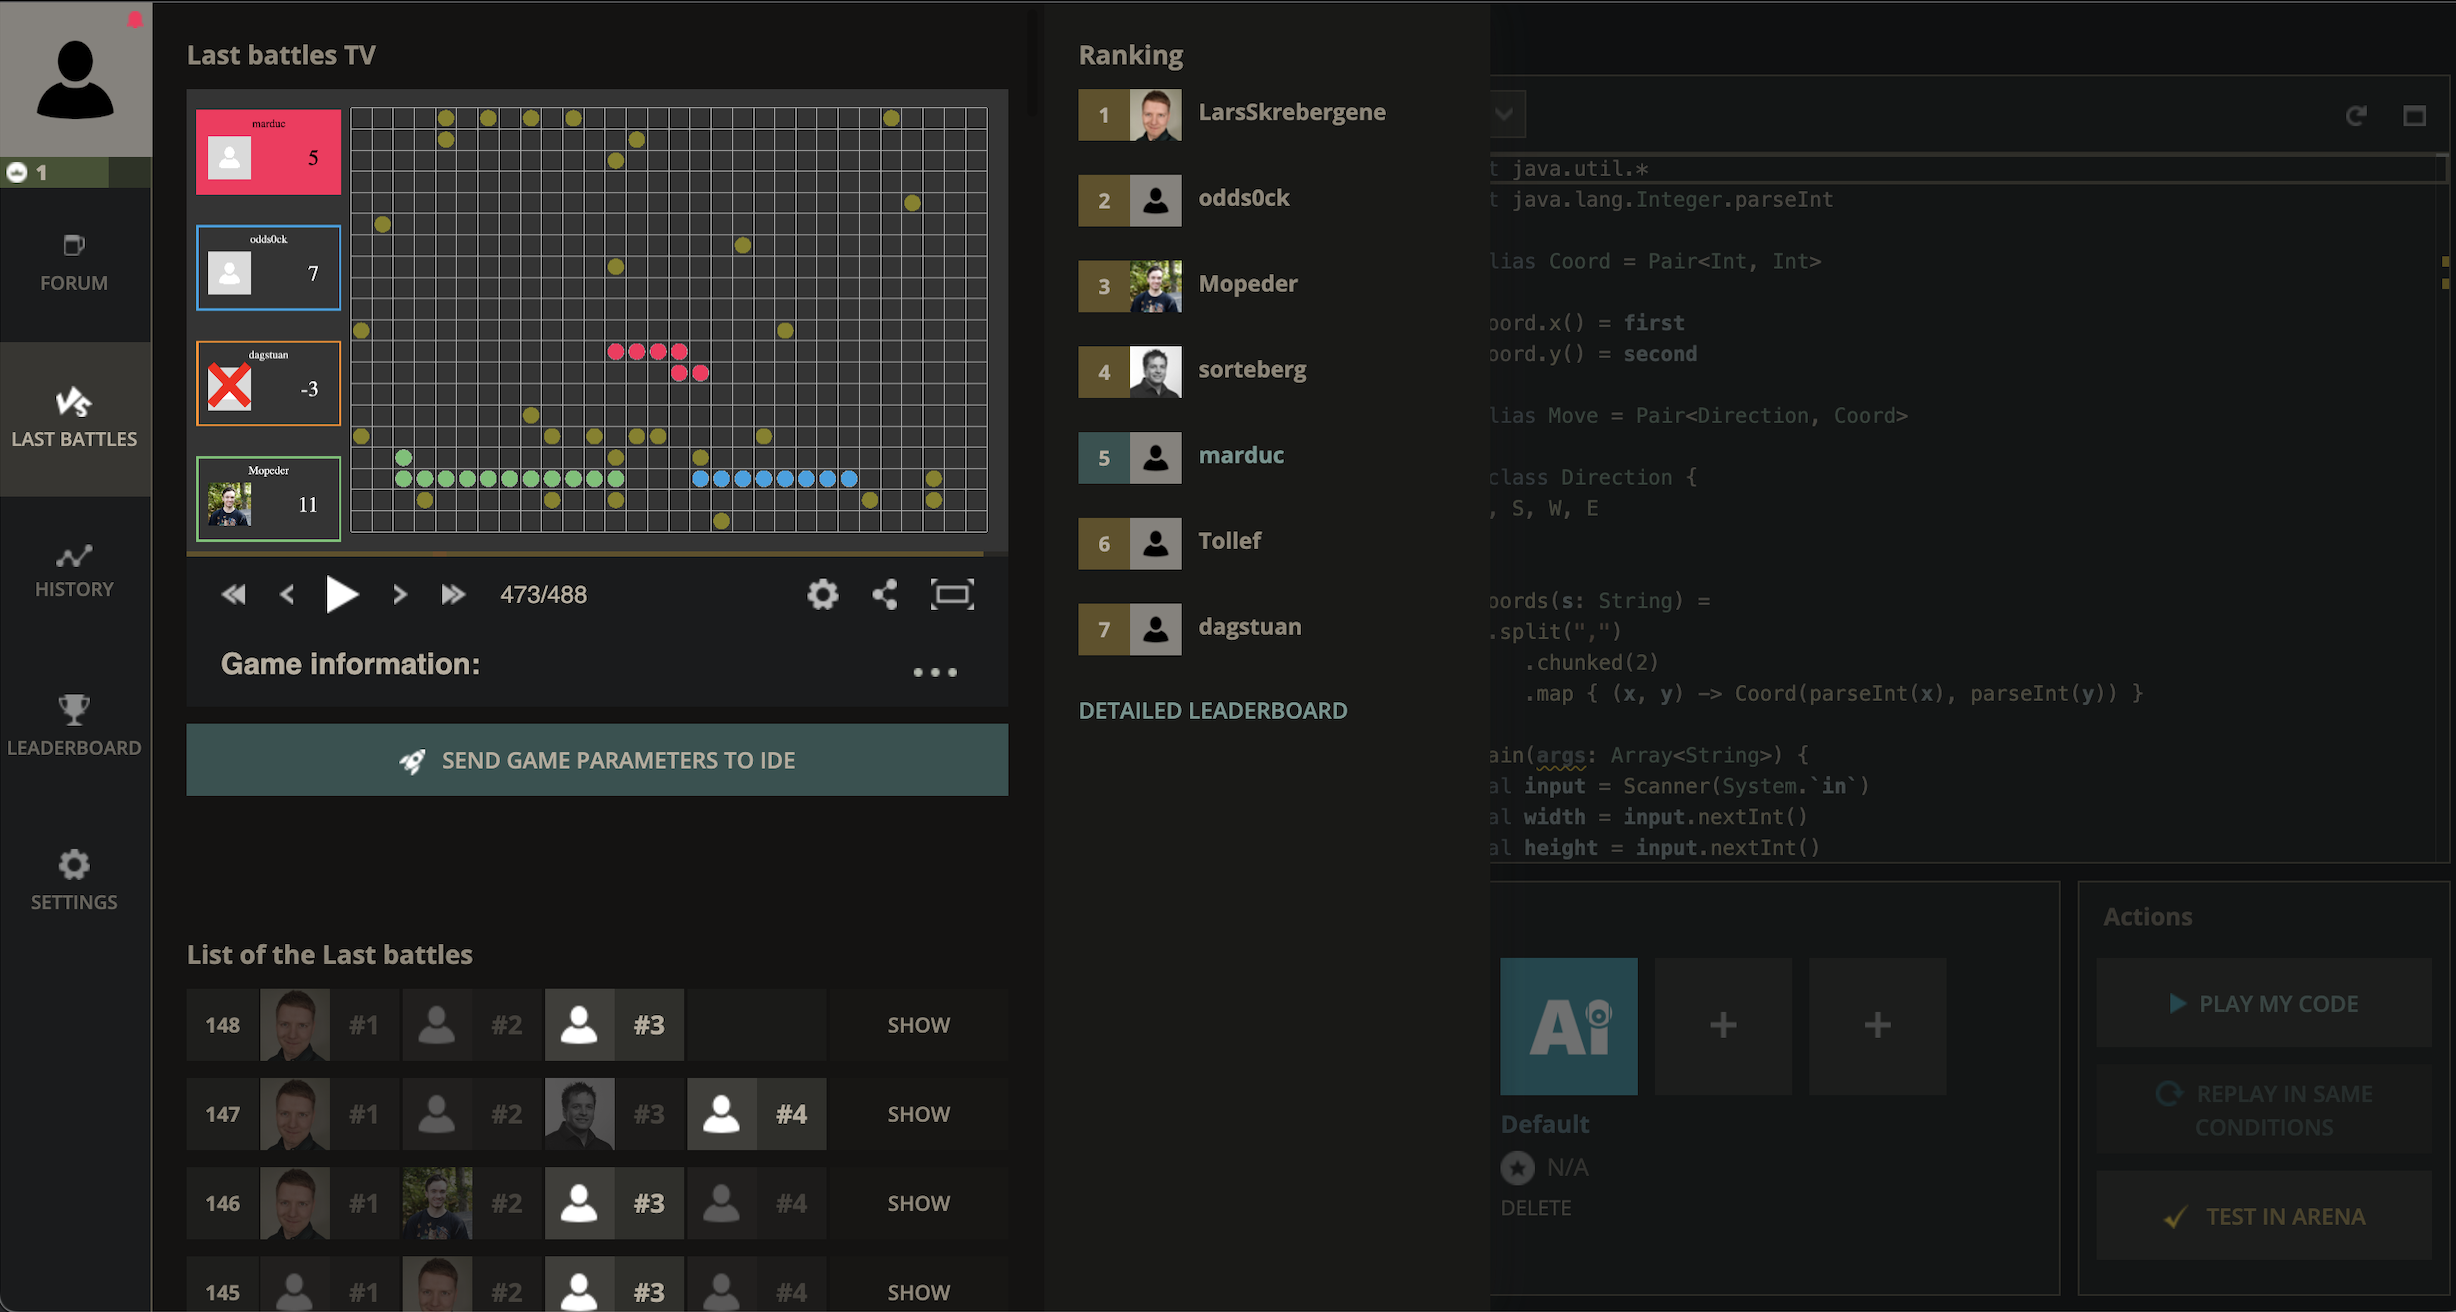 1
FORUM
LAST BATTLES
HISTORY
LEADERBOARD
SETTINGS
Last battles TV
marduc
5
odds0ck
7
dagstuan
-3
Mopeder
11
473/488
Game information:
SEND GAME PARAMETERS TO IDE
List of the Last battles
148 #1 #2 #3 SHOW
147 #1 #2 #3 #4 SHOW
146 #1 #2 #3 #4 SHOW
145 #1 #2 #3 #4 SHOW
Ranking
1 LarsSkrebergene
2 odds0ck
3 Mopeder
4 sorteberg
5 marduc
6 Tollef
7 dagstuan
DETAILED LEADERBOARD
t java.util.*
t java.lang.Integer.parseInt
lias Coord = Pair<Int, Int>
oord.x() = first
oord.y() = second
lias Move = Pair<Direction, Coord>
class Direction {
, S, W, E
oords(s: String) =
.split(",")
.chunked(2)
.map { (x, y) -> Coord(parseInt(x), parseInt(y)) }
ain(args: Array<String>) {
al input = Scanner(System.`in`)
al width = input.nextInt()
al height = input.nextInt()
Ai
+
+
Default
N/A
DELETE
Actions
PLAY MY CODE
REPLAY IN SAME
CONDITIONS
TEST IN ARENA